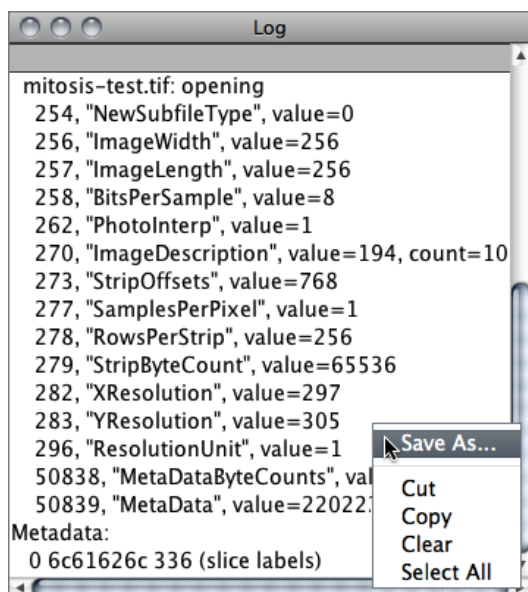 Log
mitosis-test.tif: opening
254, "NewSubfileType", value=0
256, "ImageWidth", value=256
257, "ImageLength", value=256
258, "BitsPerSample", value=8
262, "PhotoInterp", value=1
270, "ImageDescription", value=194, count=10
273, "StripOffsets", value=768
277, "SamplesPerPixel", value=1
278, "RowsPerStrip", value=256
279, "StripByteCount", value=65536
282, "XResolution", value=297
283, "YResolution", value=305
296, "ResolutionUnit", value=1
50838, "MetaDataByteCounts",
50839, "MetaData",
Metadata:
0 6c61626c 336 (slice labels)
Save As...
Cut
Copy
Clear
Select All